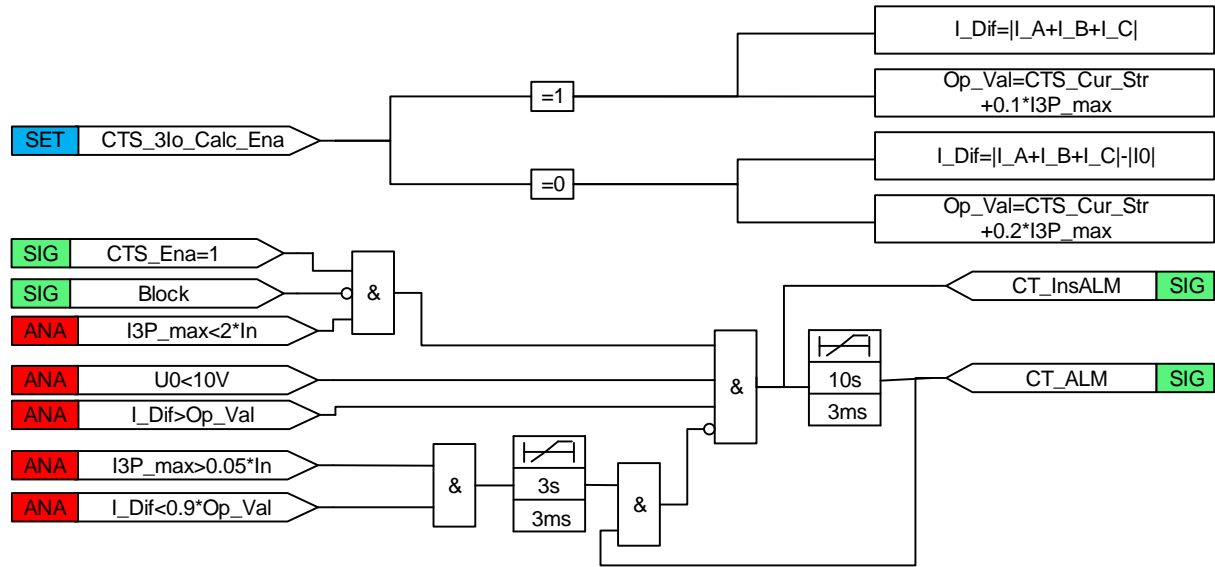 I_Dif=|I_A+I_B+I_C|
=1
Op_Val=CTS_Cur_Str
+0.1*I3P_max
SET CTS_3Io_Calc_Ena
I_Dif=|I_A+I_B+I_C|-|I0|
=0
Op_Val=CTS_Cur_Str
+0.2*I3P_max
SIG CTS_Ena=1
SIG Block
&
ANA I3P_max<2*In
CT_InsALM SIG
ANA U0<10V
&
10s
3ms
CT_ALM SIG
ANA I_Dif>Op_Val
ANA I3P_max>0.05*In
&
3s
3ms
&
ANA I_Dif<0.9*Op_Val